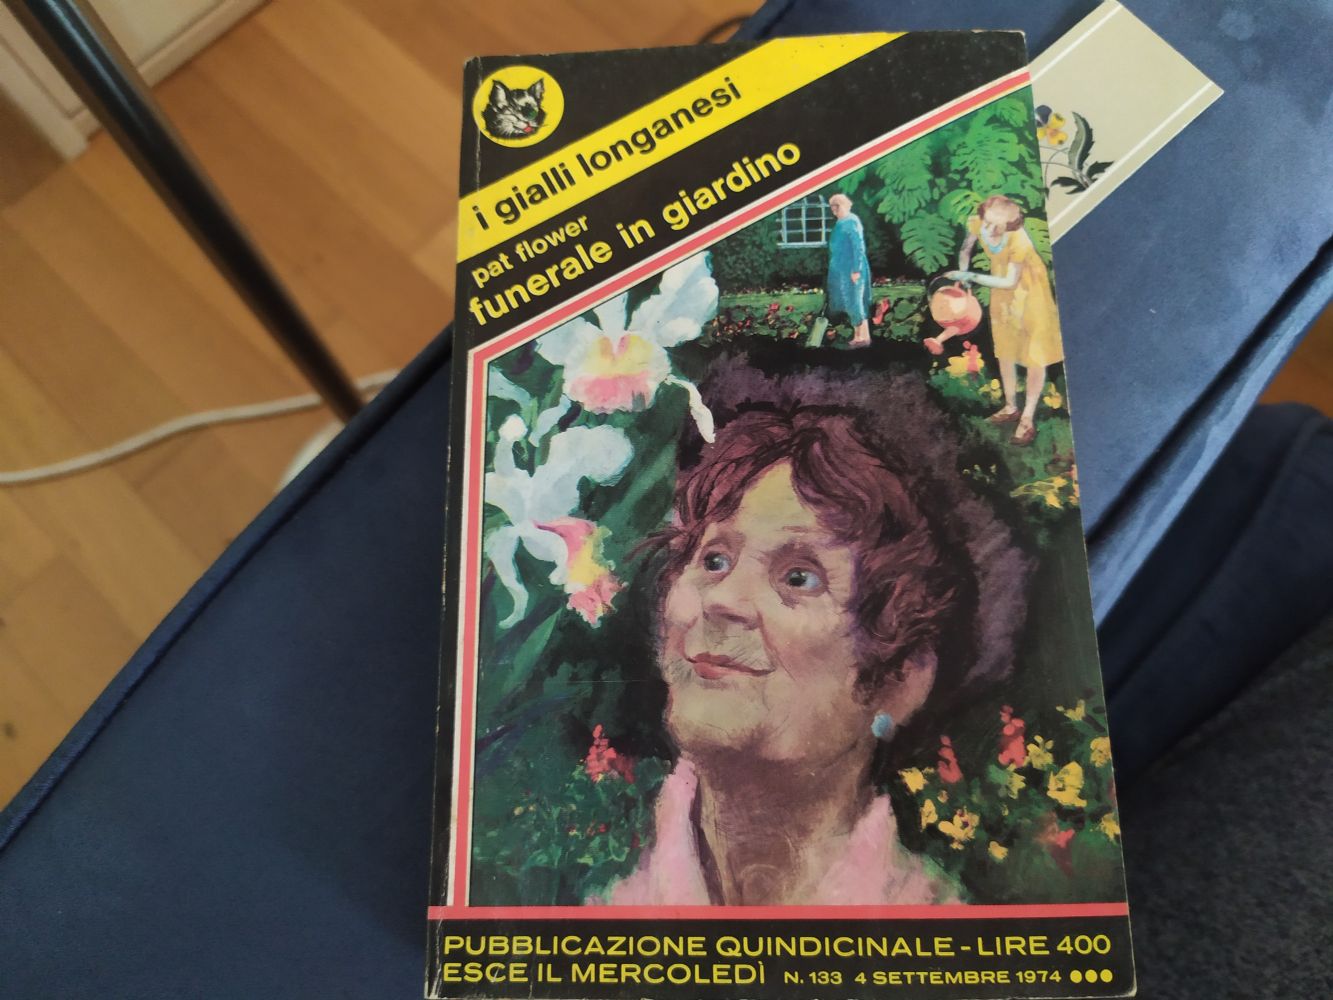 i gialli longanesi
pat flower
funerale in giardino
PUBBLICAZIONE QUINDICINALE - LIRE 400
ESCE IL MERCOLEDÌ N. 133 4 SETTEMBRE 1974 ●●●